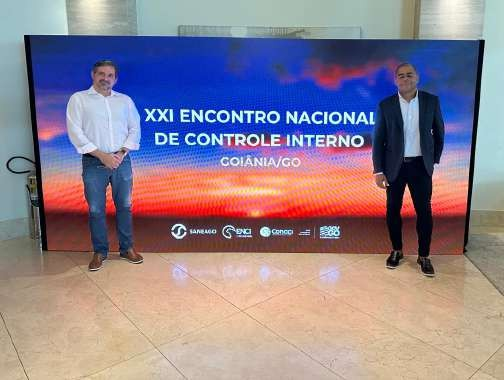 XXI ENCONTRO NACIONAL
DE CONTROLE INTERNO
GOIÂNIA/GO
SANEAGO
ENCI
Conaci